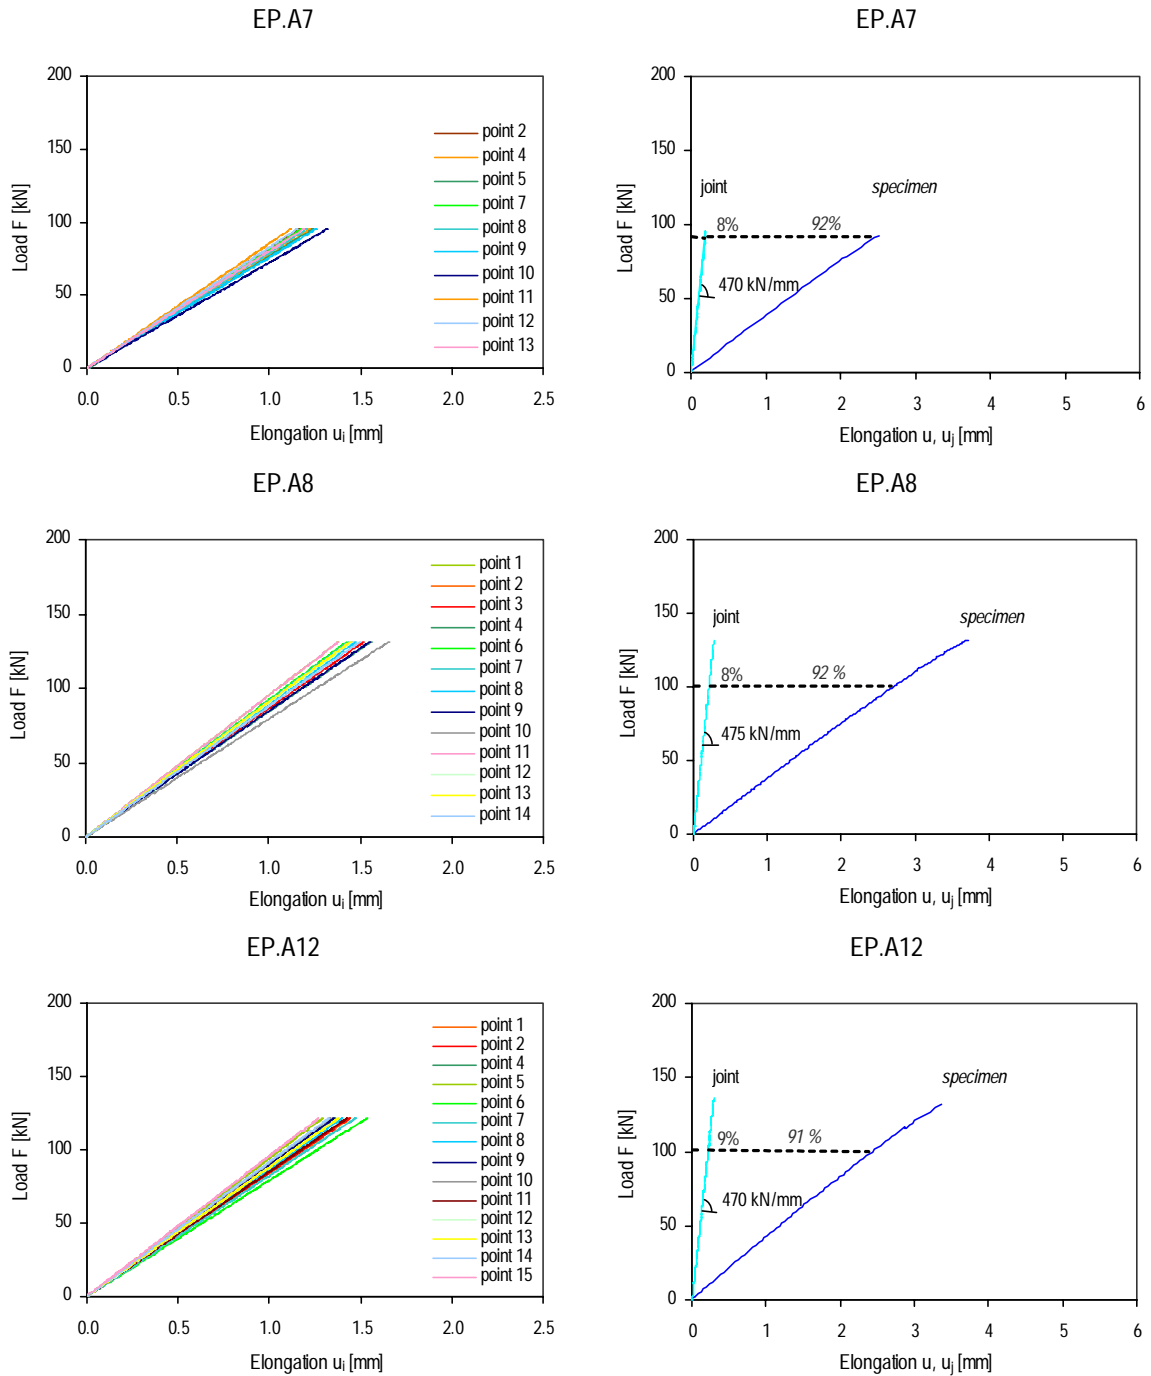 EP.A7
EP.A7
200
150
100
50
0
0.0 0.5 1.0 1.5 2.0 2.5
Load F [kN]
Elongation ui [mm]
point 2
point 4
point 5
point 7
point 8
point 9
point 10
point 11
point 12
point 13
200
150
100
50
0
0 1 2 3 4 5 6
Load F [kN]
Elongation u, uj [mm]
joint
specimen
8%
92%
470 kN/mm
EP.A8
EP.A8
200
150
100
50
0
0.0 0.5 1.0 1.5 2.0 2.5
Load F [kN]
Elongation ui [mm]
point 1
point 2
point 3
point 4
point 6
point 7
point 8
point 9
point 10
point 11
point 12
point 13
point 14
200
150
100
50
0
0 1 2 3 4 5 6
Load F [kN]
Elongation u, uj [mm]
joint
specimen
8%
92 %
475 kN/mm
EP.A12
EP.A12
200
150
100
50
0
0.0 0.5 1.0 1.5 2.0 2.5
Load F [kN]
Elongation ui [mm]
point 1
point 2
point 4
point 5
point 6
point 7
point 8
point 9
point 10
point 11
point 12
point 13
point 14
point 15
200
150
100
50
0
0 1 2 3 4 5 6
Load F [kN]
Elongation u, uj [mm]
joint
specimen
9%
91 %
470 kN/mm